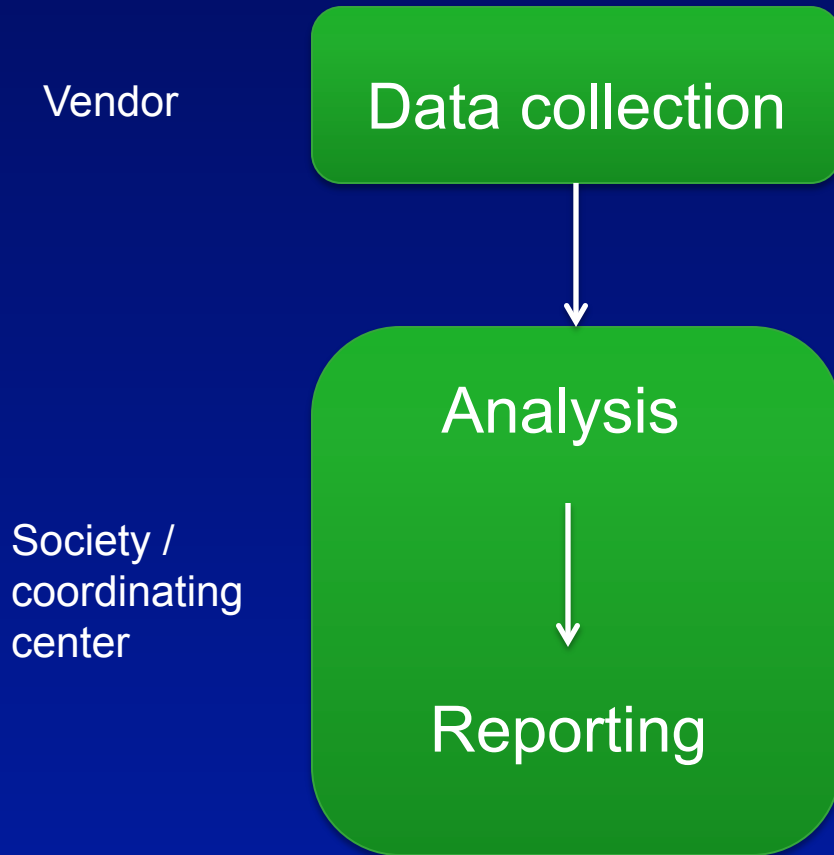 Vendor
Data collection
Analysis
Society /
coordinating
center
Reporting